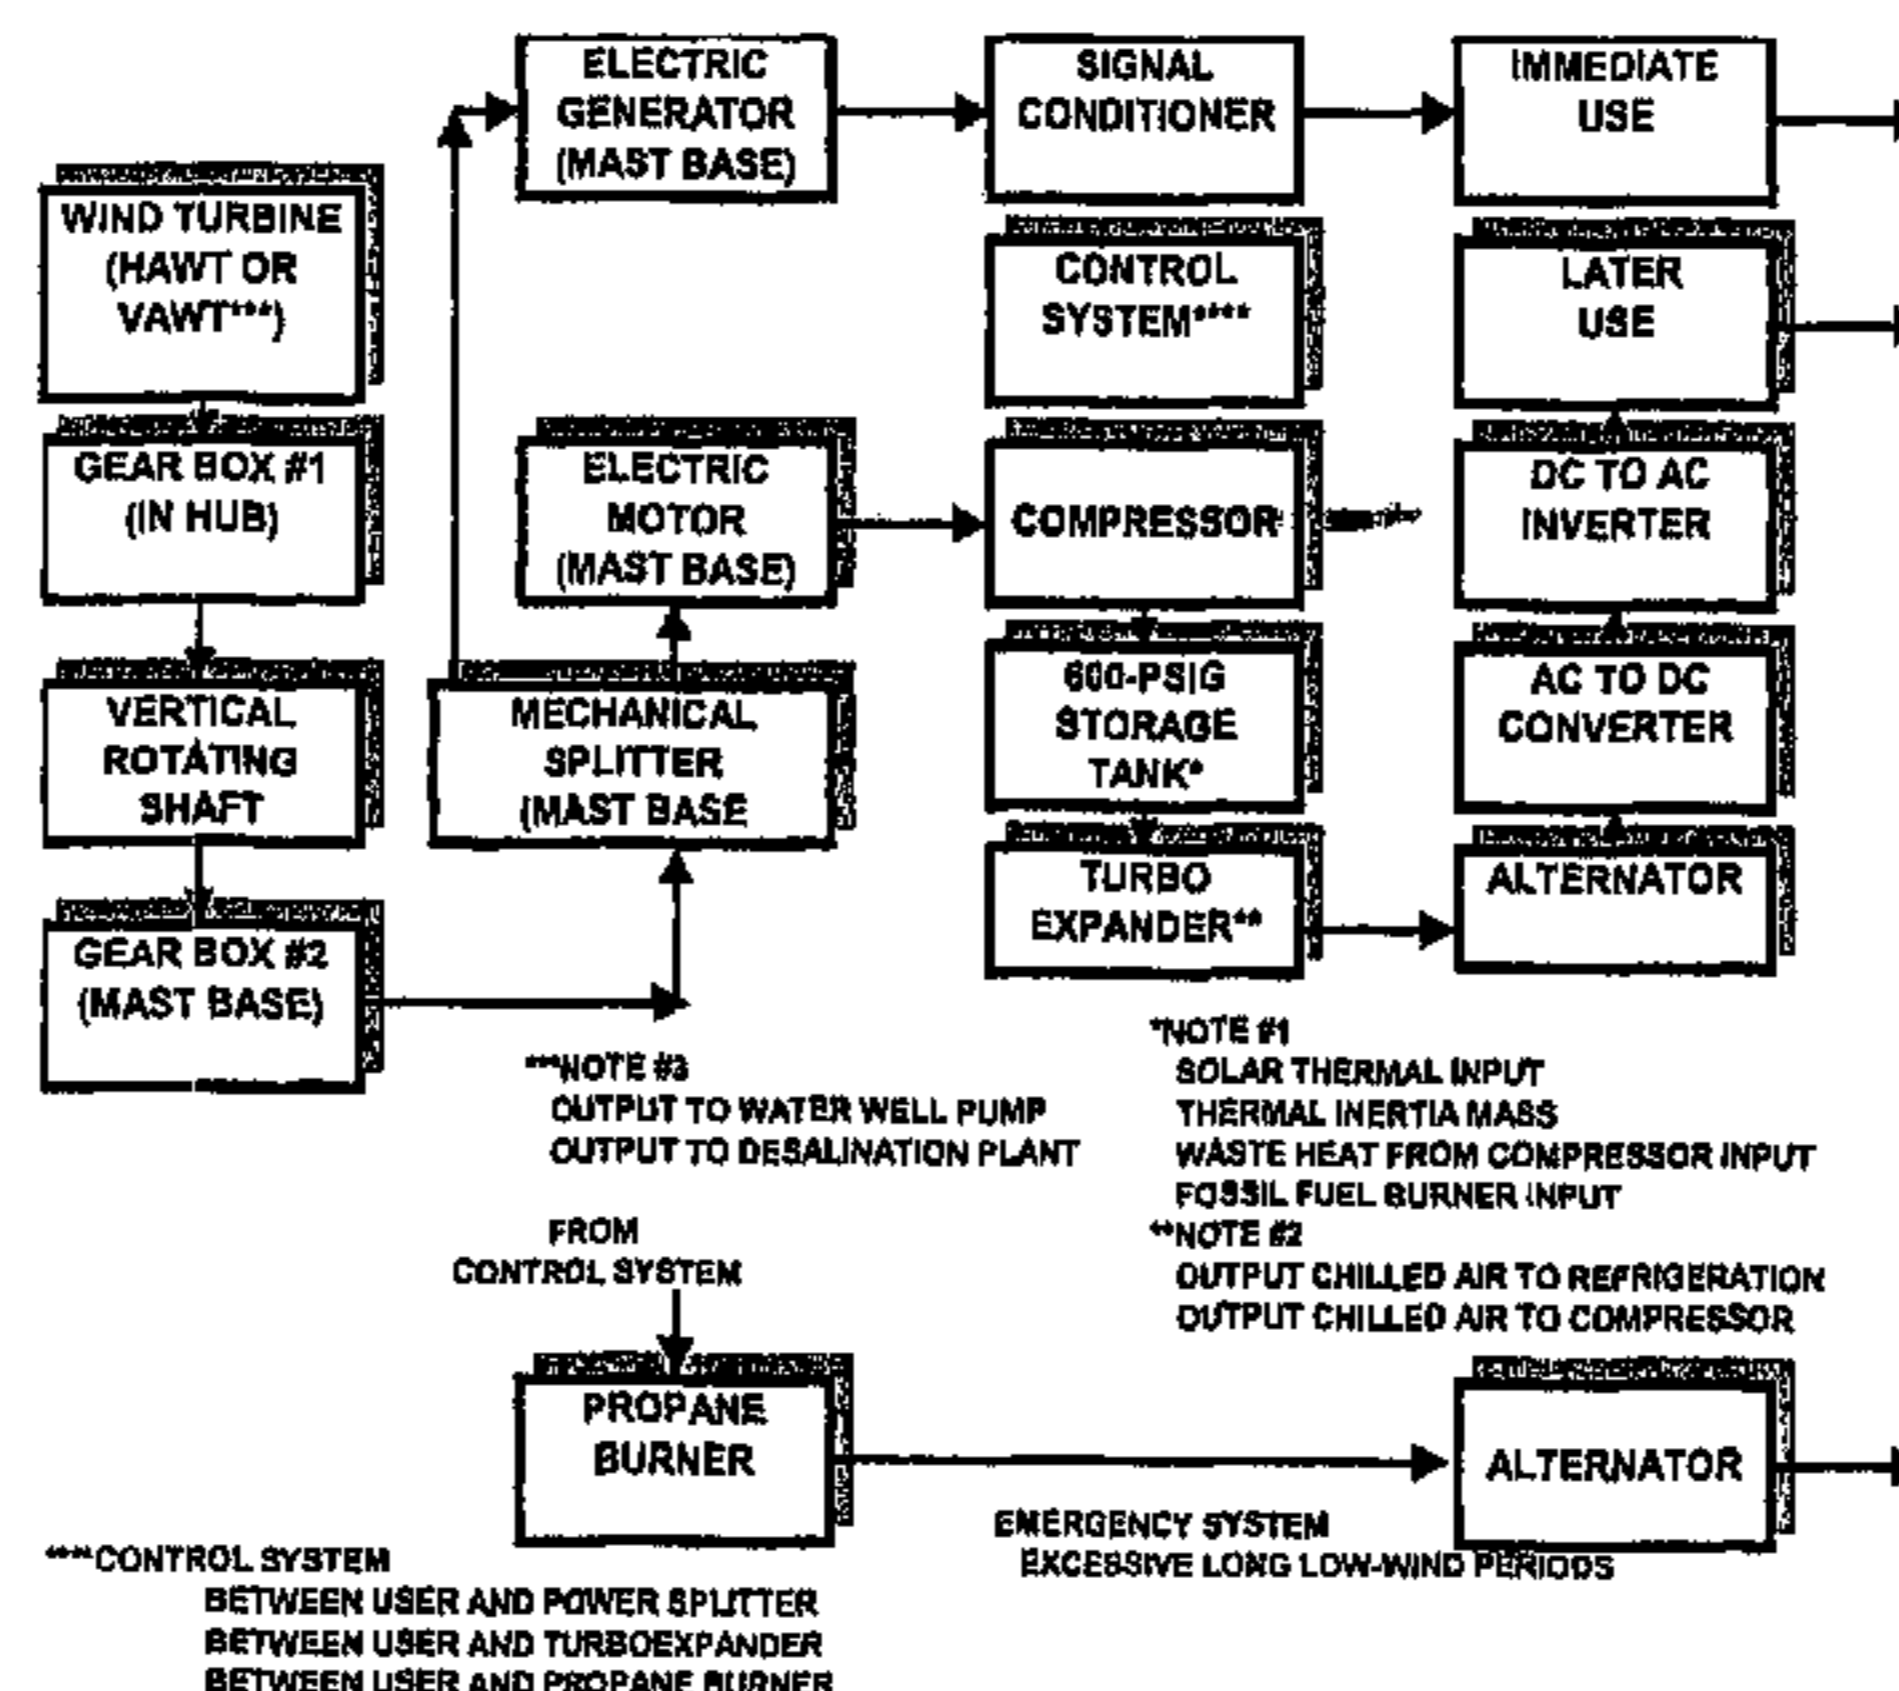 ELECTRIC
GENERATOR
(MAST BASE)
SIGNAL
CONDITIONER
IMMEDIATE
USE
WIND TURBINE
(HAWT OR
VAWT***)
CONTROL
SYSTEM****
LATER
USE
GEAR BOX #1
(IN HUB)
ELECTRIC
MOTOR
(MAST BASE)
COMPRESSOR
DC TO AC
INVERTER
VERTICAL
ROTATING
SHAFT
MECHANICAL
SPLITTER
(MAST BASE
600-PSIG
STORAGE
TANK*
AC TO DC
CONVERTER
GEAR BOX #2
(MAST BASE)
TURBO
EXPANDER**
ALTERNATOR
***NOTE #3
OUTPUT TO WATER WELL PUMP
OUTPUT TO DESALINATION PLANT
*NOTE #1
SOLAR THERMAL INPUT
THERMAL INERTIA MASS
WASTE HEAT FROM COMPRESSOR INPUT
FOSSIL FUEL BURNER INPUT
**NOTE #2
OUTPUT CHILLED AIR TO REFRIGERATION
OUTPUT CHILLED AIR TO COMPRESSOR
FROM
CONTROL SYSTEM
PROPANE
BURNER
ALTERNATOR
EMERGENCY SYSTEM
EXCESSIVE LONG LOW-WIND PERIODS
****CONTROL SYSTEM
BETWEEN USER AND POWER SPLITTER
BETWEEN USER AND TURBOEXPANDER
BETWEEN USER AND PROPANE BURNER